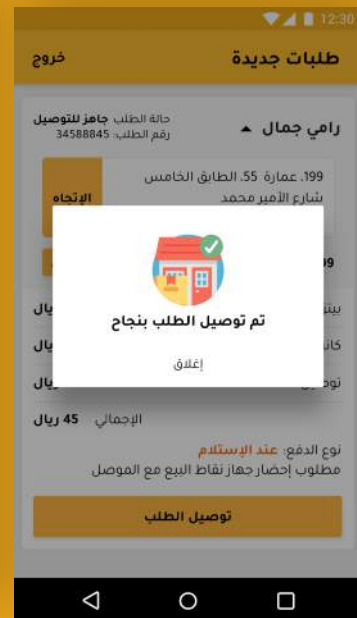 12:30
طلبات جديدة
خروج
رامي جمال
حالة الطلب جاهز للتوصيل
رقم الطلب: 34588845
199، عمارة 55، الطابق الخامس
شارع الأمير محمد
الإتجاه
تم توصيل الطلب بنجاح
إغلاق
ريال
الإجمالي 45 ريال
نوع الدفع: عند الإستلام
مطلوب إحضار جهاز نقاط البيع مع الموصل
توصيل الطلب